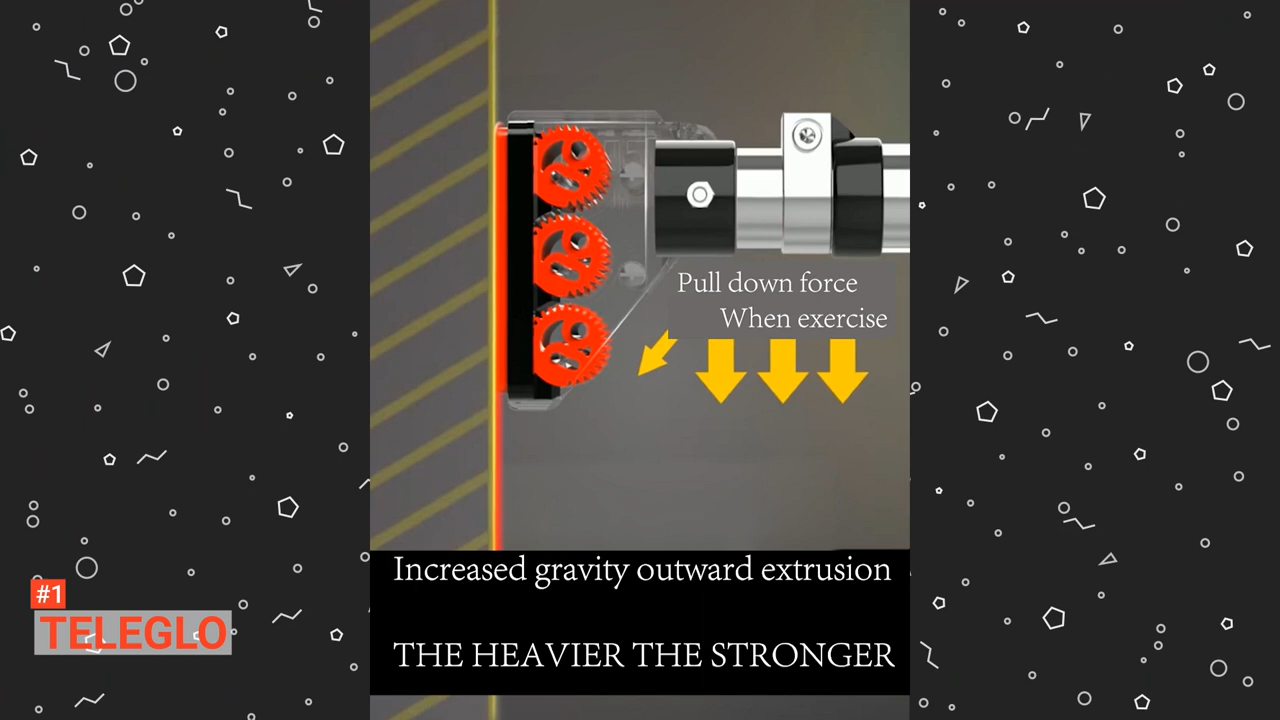 Pull down force
When exercise
Increased gravity outward extrusion
THE HEAVIER THE STRONGER
#1
TELEGLO